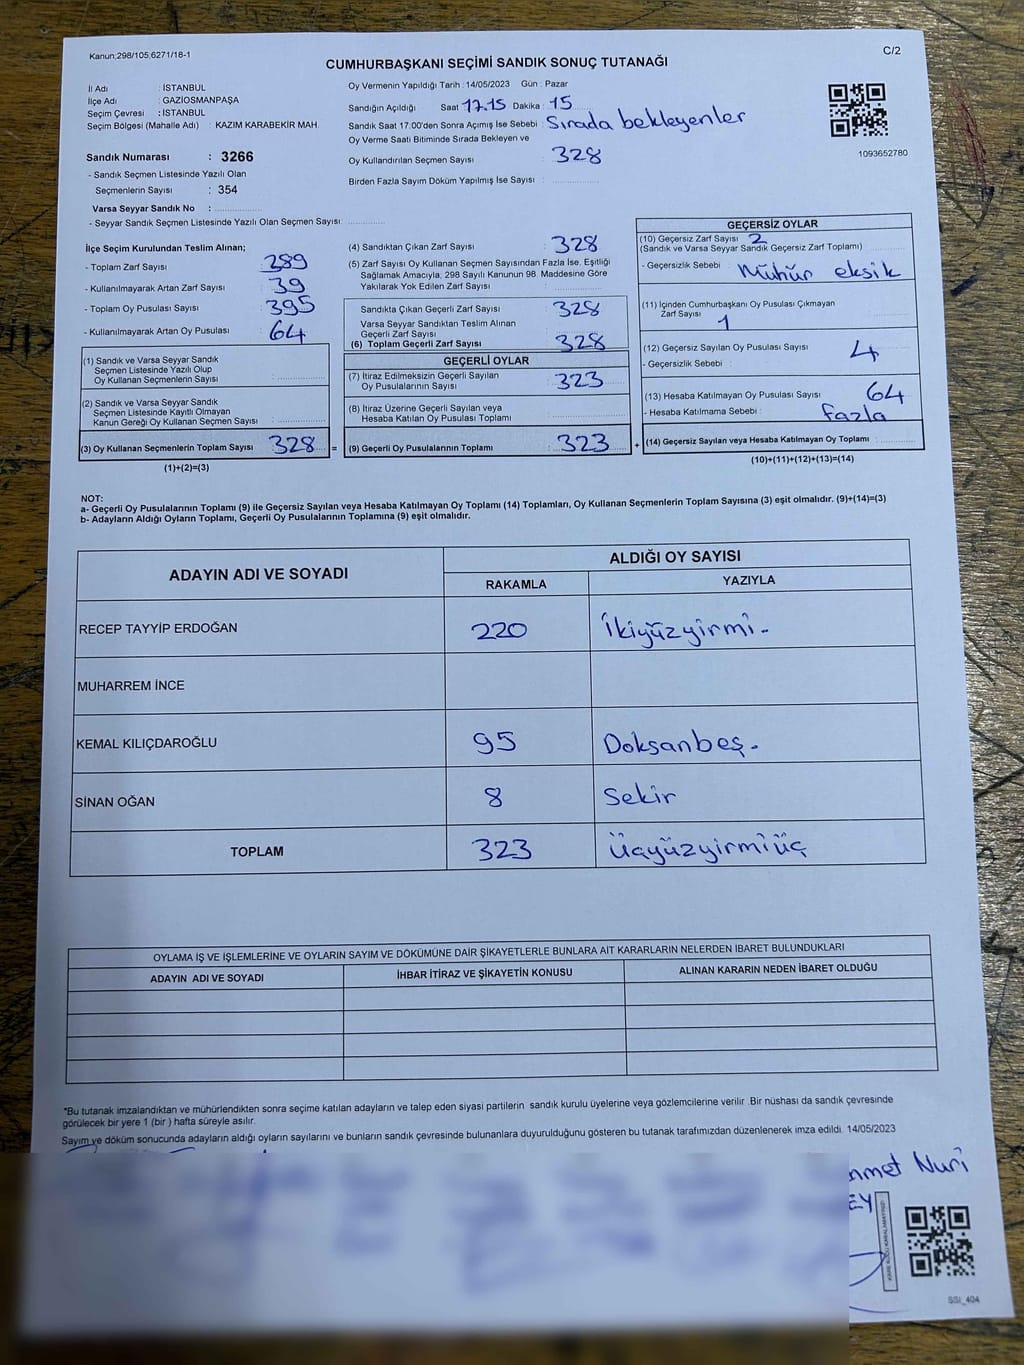 Kanun;298/105;6271/18-1
C/2
CUMHURBAŞKANI SEÇİMİ SANDIK SONUÇ TUTANAĞI
İl Adı : İSTANBUL
İlçe Adı : GAZİOSMANPAŞA
Seçim Çevresi : İSTANBUL
Seçim Bölgesi (Mahalle Adı) : KAZIM KARABEKİR MAH.
Sandık Numarası : 3266
- Sandık Seçmen Listesinde Yazılı Olan
Seçmenlerin Sayısı : 354
Varsa Seyyar Sandık No :
- Seyyar Sandık Seçmen Listesinde Yazılı Olan Seçmen Sayısı:
Oy Vermenin Yapıldığı Tarih : 14/05/2023 Gün : Pazar
Sandığın Açıldığı Saat 17.15 Dakika : 15
Sandık Saat 17.00'den Sonra Açımış İse Sebebi : Sırada bekleyenler
Oy Verme Saati Bitiminde Sırada Bekleyen ve
Oy Kullandırılan Seçmen Sayısı : 328
Birden Fazla Sayım Döküm Yapılmış İse Sayısı :
1093652780
İlçe Seçim Kurulundan Teslim Alınan;
- Toplam Zarf Sayısı : 289
- Kullanılmayarak Artan Zarf Sayısı : 39
- Toplam Oy Pusulası Sayısı : 395
- Kullanılmayarak Artan Oy Pusulası : 64
(1) Sandık ve Varsa Seyyar Sandık
Seçmen Listesinde Yazılı Olup
Oy Kullanan Seçmenlerin Sayısı :
(2) Sandık ve Varsa Seyyar Sandık
Seçmen Listesinde Kayıtlı Olmayan
Kanun Gereği Oy Kullanan Seçmen Sayısı :
(3) Oy Kullanan Seçmenlerin Toplam Sayısı : 328 =
(1)+(2)=(3)
(4) Sandıktan Çıkan Zarf Sayısı : 328
(5) Zarf Sayısı Oy Kullanan Seçmen Sayısından Fazla İse, Eşitliği
Sağlamak Amacıyla; 298 Sayılı Kanunun 98. Maddesine Göre
Yakılarak Yok Edilen Zarf Sayısı :
Sandıkta Çıkan Geçerli Zarf Sayısı : 328
Varsa Seyyar Sandıktan Teslim Alınan
Geçerli Zarf Sayısı :
(6) Toplam Geçerli Zarf Sayısı : 328
GEÇERLİ OYLAR
(7) İtiraz Edilmeksizin Geçerli Sayılan
Oy Pusulalarının Sayısı : 323
(8) İtiraz Üzerine Geçerli Sayılan veya
Hesaba Katılan Oy Pusulası Toplamı :
(9) Geçerli Oy Pusulalarının Toplamı : 323 +
GEÇERSİZ OYLAR
(10) Geçersiz Zarf Sayısı : 2
(Sandık ve Varsa Seyyar Sandık Geçersiz Zarf Toplamı)
- Geçersizlik Sebebi : Mühür eksik
(11) İçinden Cumhurbaşkanı Oy Pusulası Çıkmayan
Zarf Sayısı : 1
(12) Geçersiz Sayılan Oy Pusulası Sayısı : 4
- Geçersizlik Sebebi :
(13) Hesaba Katılmayan Oy Pusulası Sayısı : 64
- Hesaba Katılmama Sebebi : fazla
(14) Geçersiz Sayılan veya Hesaba Katılmayan Oy Toplamı :
(10)+(11)+(12)+(13)=(14)
NOT:
a- Geçerli Oy Pusulalarının Toplamı (9) ile Geçersiz Sayılan veya Hesaba Katılmayan Oy Toplamı (14) Toplamları, Oy Kullanan Seçmenlerin Toplam Sayısına (3) eşit olmalıdır. (9)+(14)=(3)
b- Adayların Aldığı Oyların Toplamı, Geçerli Oy Pusulalarının Toplamına (9) eşit olmalıdır.
ADAYIN ADI VE SOYADI
ALDIĞI OY SAYISI
RAKAMLA YAZIYLA
RECEP TAYYİP ERDOĞAN 220 İkiyüzyirmi.
MUHARREM İNCE
KEMAL KILIÇDAROĞLU 95 Doksanbeş.
SİNAN OĞAN 8 Sekir
TOPLAM 323 Üçyüzyirmiüç
OYLAMA İŞ VE İŞLEMLERİNE VE OYLARIN SAYIM VE DÖKÜMÜNE DAİR ŞİKAYETLERLE BUNLARA AİT KARARLARIN NELERDEN İBARET BULUNDUKLARI
ADAYIN ADI VE SOYADI İHBAR İTİRAZ VE ŞİKAYETİN KONUSU ALINAN KARARIN NEDEN İBARET OLDUĞU
*Bu tutanak imzalandıktan ve mühürlendikten sonra seçime katılan adayların ve talep eden siyasi partilerin sandık kurulu üyelerine veya gözlemcilerine verilir .Bir nüshası da sandık çevresinde
görülecek bir yere 1 (bir ) hafta süreyle asılır.
Sayım ve döküm sonucunda adayların aldığı oyların sayılarını ve bunların sandık çevresinde bulunanlara duyurulduğunu gösteren bu tutanak tarafımızdan düzenlenerek imza edildi. 14/05/2023
hmet Nuri
EY
SSI_404